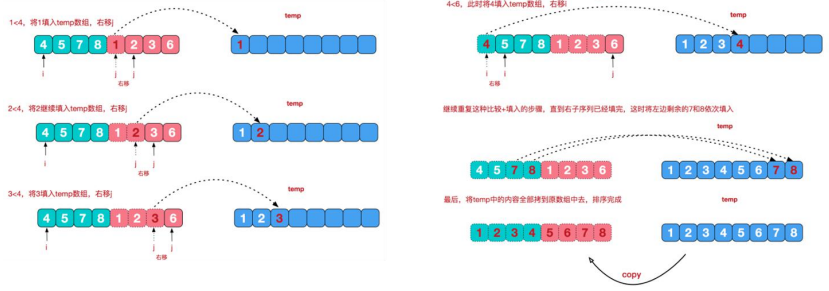 1<4，将1填入temp数组，右移j
temp
4 5 7 8 1 2 3 6
1
i
j
j
右移
2<4，将2继续填入temp数组，右移j
temp
4 5 7 8 1 2 3 6
1 2
i
j
j
右移
3<4，将3填入temp数组，右移j
temp
4 5 7 8 1 2 3 6
1 2 3
i
j
j
右移
4<6，此时将4填入temp数组，右移i
temp
4 5 7 8 1 2 3 6
1 2 3 4
i
i
j
右移
继续重复这种比较+填入的步骤，直到右子序列已经填完，这时将左边剩余的7和8依次填入
temp
4 5 7 8 1 2 3 6
1 2 3 4 5 6 7 8
最后，将temp中的内容全部拷到原数组中去，排序完成
temp
1 2 3 4 5 6 7 8
1 2 3 4 5 6 7 8
copy